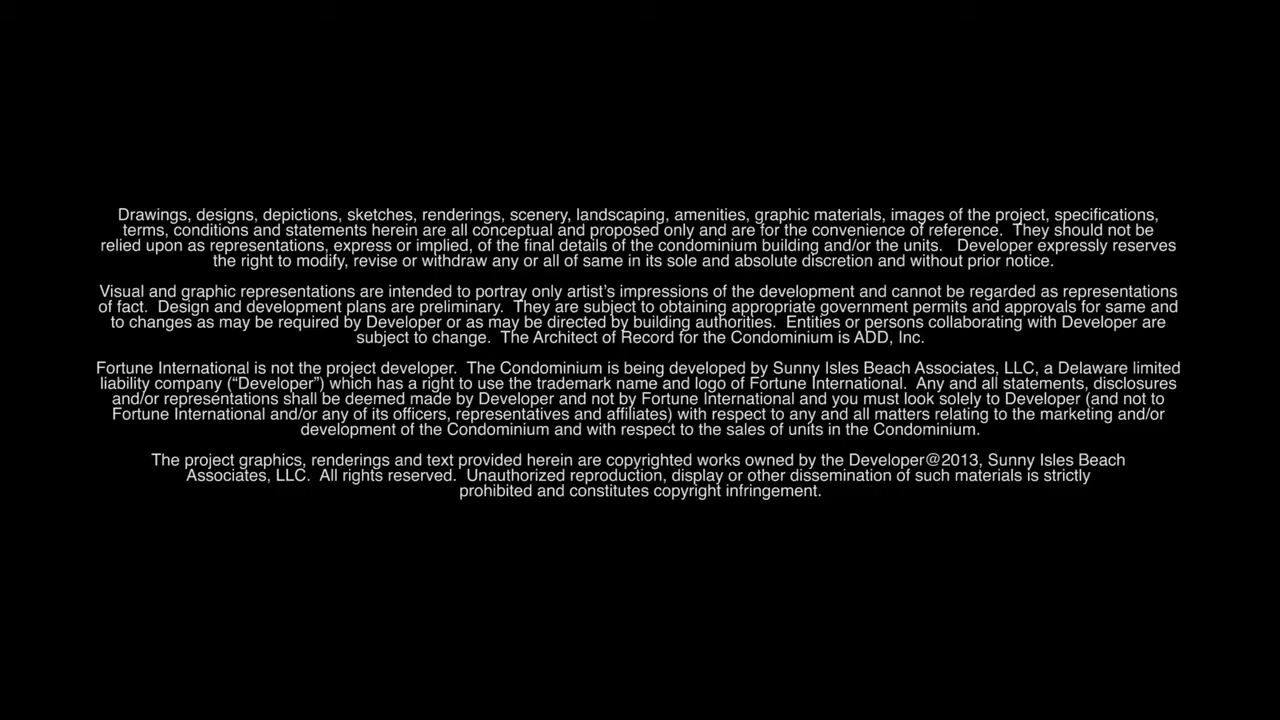 Drawings, designs, depictions, sketches, renderings, scenery, landscaping, amenities, graphic materials, images of the project, specifications,
terms, conditions and statements herein are all conceptual and proposed only and are for the convenience of reference.  They should not be
relied upon as representations, express or implied, of the final details of the condominium building and/or the units.   Developer expressly reserves
the right to modify, revise or withdraw any or all of same in its sole and absolute discretion and without prior notice.
Visual and graphic representations are intended to portray only artist’s impressions of the development and cannot be regarded as representations
of fact.  Design and development plans are preliminary.  They are subject to obtaining appropriate government permits and approvals for same and
to changes as may be required by Developer or as may be directed by building authorities.  Entities or persons collaborating with Developer are
subject to change.  The Architect of Record for the Condominium is ADD, Inc.
Fortune International is not the project developer.  The Condominium is being developed by Sunny Isles Beach Associates, LLC, a Delaware limited
liability company (“Developer”) which has a right to use the trademark name and logo of Fortune International.  Any and all statements, disclosures
and/or representations shall be deemed made by Developer and not by Fortune International and you must look solely to Developer (and not to
Fortune International and/or any of its officers, representatives and affiliates) with respect to any and all matters relating to the marketing and/or
development of the Condominium and with respect to the sales of units in the Condominium.
The project graphics, renderings and text provided herein are copyrighted works owned by the Developer@2013, Sunny Isles Beach
Associates, LLC.  All rights reserved.  Unauthorized reproduction, display or other dissemination of such materials is strictly
prohibited and constitutes copyright infringement.